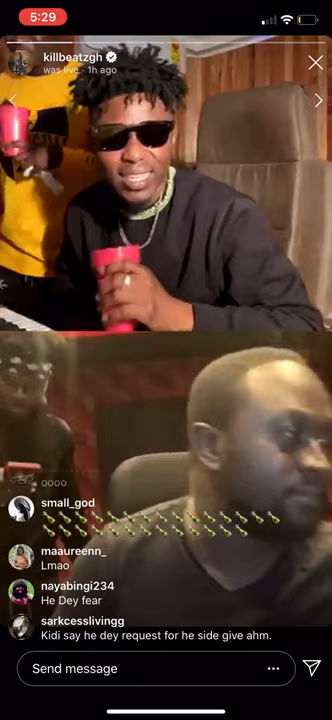 5:29
killbeatzgh
was live · 1h ago
oooo
small_god
🍾🍾🍾🍾🍾🍾🍾🍾🍾🍾🍾🍾🍾🍾🍾
🍾🍾🍾🍾🍾🍾🍾🍾🍾🍾🍾🍾🍾
maaureenn_
Lmao
nayabingi234
He Dey fear
sarkcesslivingg
Kidi say he dey request for he side give ahm.
Send message